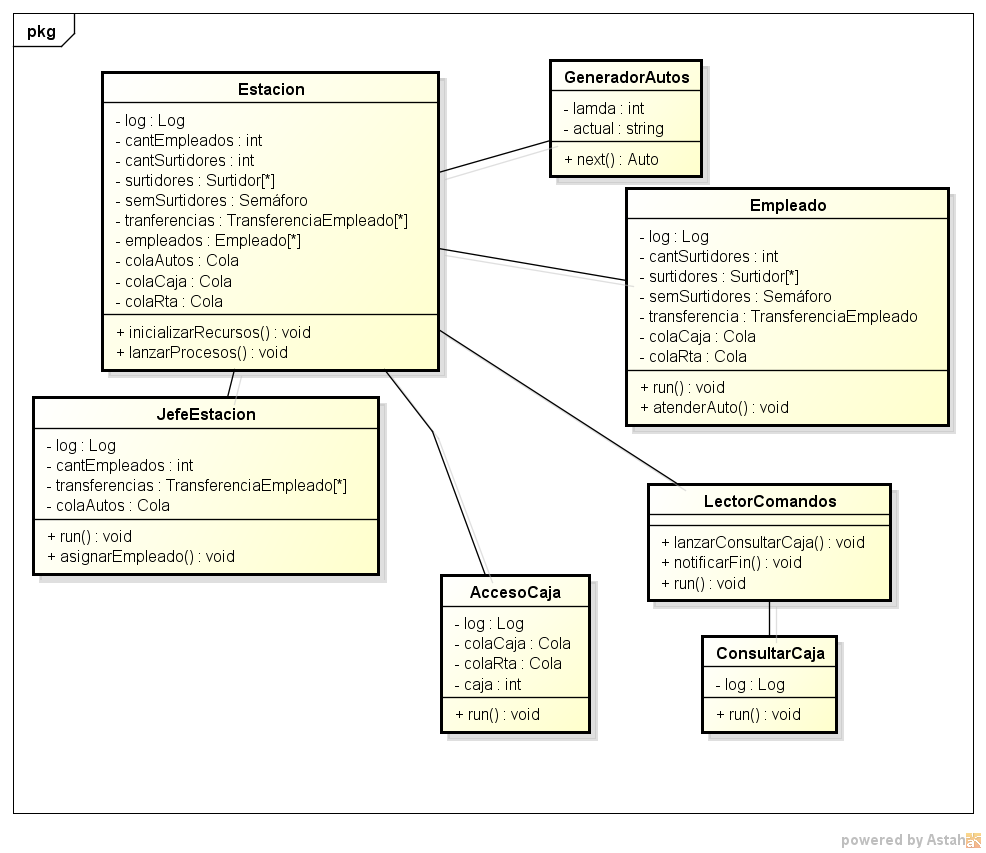 pkg
Estacion
- log : Log
- cantEmpleados : int
- cantSurtidores : int
- surtidores : Surtidor[*]
- semSurtidores : Semáforo
- tranferencias : TransferenciaEmpleado[*]
- empleados : Empleado[*]
- colaAutos : Cola
- colaCaja : Cola
- colaRta : Cola
+ inicializarRecursos() : void
+ lanzarProcesos() : void
GeneradorAutos
- lamda : int
- actual : string
+ next() : Auto
Empleado
- log : Log
- cantSurtidores : int
- surtidores : Surtidor[*]
- semSurtidores : Semáforo
- transferencia : TransferenciaEmpleado
- colaCaja : Cola
- colaRta : Cola
+ run() : void
+ atenderAuto() : void
JefeEstacion
- log : Log
- cantEmpleados : int
- transferencias : TransferenciaEmpleado[*]
- colaAutos : Cola
+ run() : void
+ asignarEmpleado() : void
LectorComandos
+ lanzarConsultarCaja() : void
+ notificarFin() : void
+ run() : void
AccesoCaja
- log : Log
- colaCaja : Cola
- colaRta : Cola
- caja : int
+ run() : void
ConsultarCaja
- log : Log
+ run() : void
powered by Astah